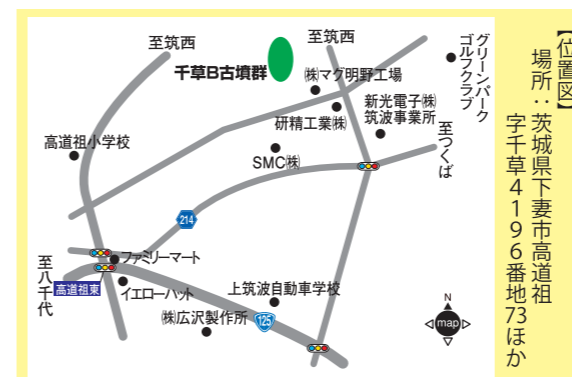 【位置図】
場所：茨城県下妻市高道祖
字千草４１９６番地73ほか
至筑西
至筑西
千草B古墳群
㈱マグ明野工場
グリーンパーク
ゴルフクラブ
研精工業㈱
新光電子㈱
筑波事業所
至つくば
高道祖小学校
SMC㈱
214
ファミリーマート
高道祖東
至八千代
イエローハット
上筑波自動車学校
㈱広沢製作所
125
N
map